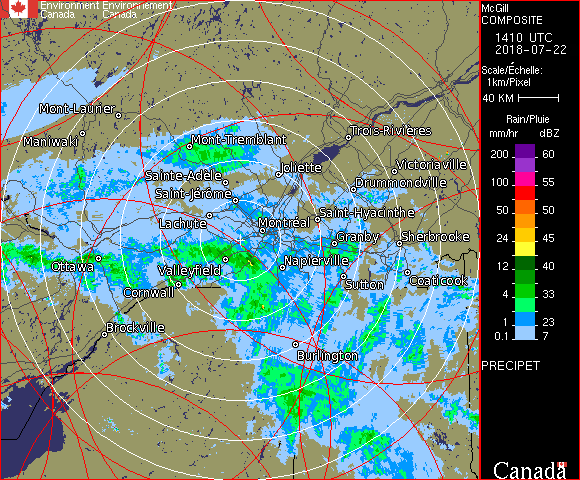 Environment Environnement
Canada Canada
McGill
COMPOSITE
1410 UTC
2018-07-22
Scale/Échelle:
1km/Pixel
40 KM
Rain/Pluie
mm/hr dBZ
200 60
150 57
100 55
50 50
24 45
12 40
4 33
1 23
0.1 7
PRECIPET
Canada
Mont-Laurier
Maniwaki
Mont-Tremblant
Trois-Rivières
Joliette
Victoriaville
Sainte-Adèle
Drummondville
Saint-Jérôme
Saint-Hyacinthe
Lachute
Montréal
Granby
Sherbrooke
Ottawa
Valleyfield
Napierville
Cornwall
Sutton
Coaticook
Brockville
Burlington